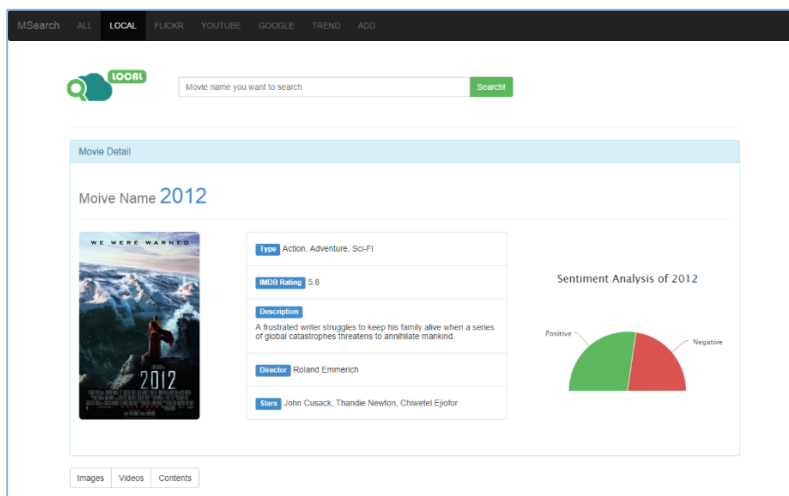 MSearch ALL LOCAL FLICKR YOUTUBE GOOGLE TREND ADD
LOCAL
Movie name you want to search Search!
Movie Detail
Moive Name 2012
WE WERE WARNED
2012
Type Action, Adventure, Sci-Fi
IMDB Rating 5.8
Description
A frustrated writer struggles to keep his family alive when a series
of global catastrophes threatens to annihilate mankind.
Director Roland Emmerich
Stars John Cusack, Thandie Newton, Chiwetel Ejiofor
Sentiment Analysis of 2012
Positive
Negative
Images Videos Contents